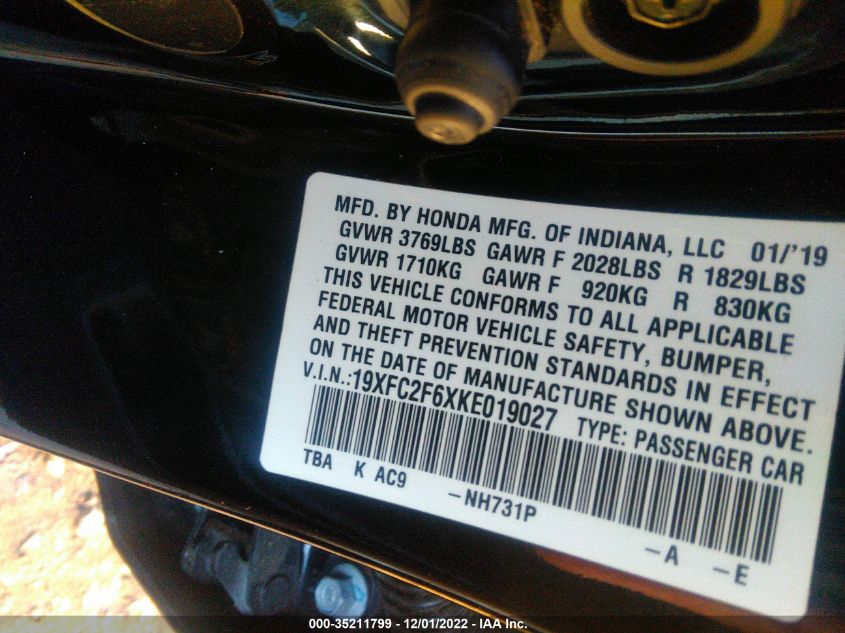 MFD. BY HONDA MFG. OF INDIANA, LLC 01/'19
GVWR 3769LBS GAWR F 2028LBS R 1829LBS
GVWR 1710KG GAWR F 920KG R 830KG
THIS VEHICLE CONFORMS TO ALL APPLICABLE
FEDERAL MOTOR VEHICLE SAFETY, BUMPER,
AND THEFT PREVENTION STANDARDS IN EFFECT
ON THE DATE OF MANUFACTURE SHOWN ABOVE.
V.I.N.:19XFC2F6XKE019027 TYPE: PASSENGER CAR
TBA K AC9 -NH731P -A -E
000-35211799 - 12/01/2022 - IAA Inc.